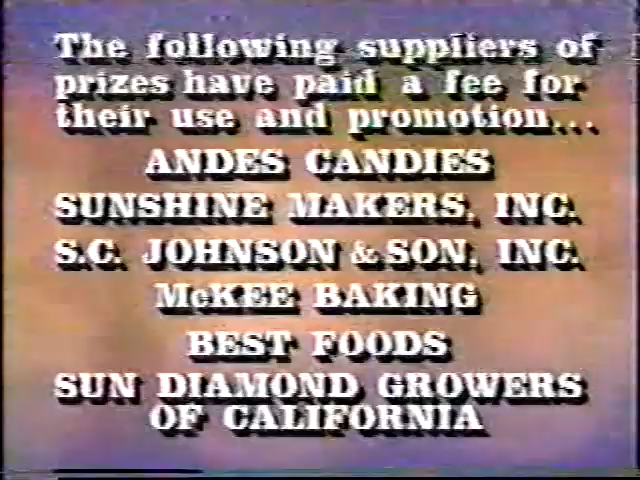 The following suppliers of
prizes have paid a fee for
their use and promotion...
ANDES CANDIES
SUNSHINE MAKERS, INC.
S.C. JOHNSON & SON, INC.
McKEE BAKING
BEST FOODS
SUN DIAMOND GROWERS
OF CALIFORNIA